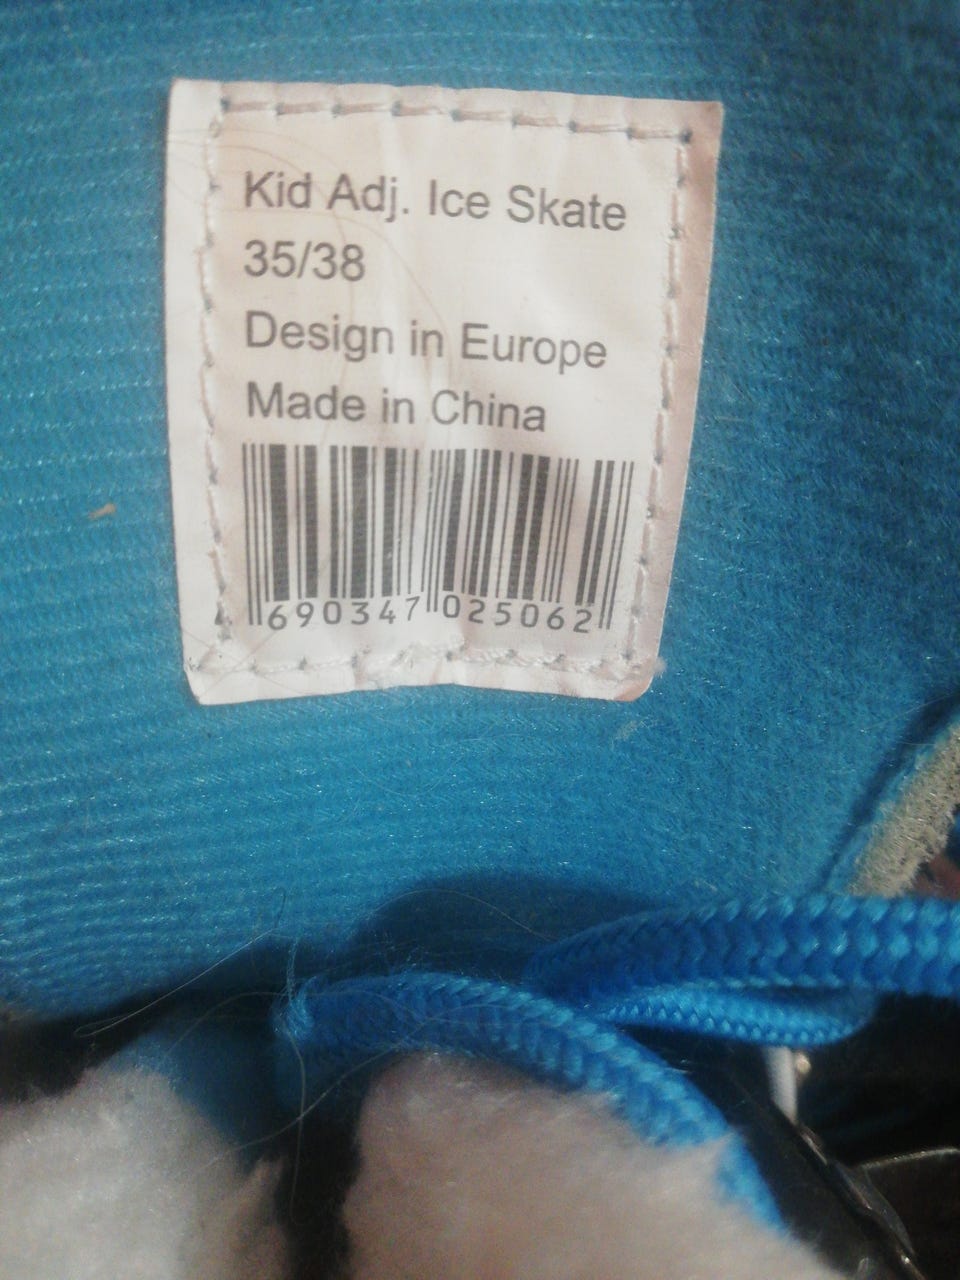 Kid Adj. Ice Skate
35/38
Design in Europe
Made in China
690347 025062